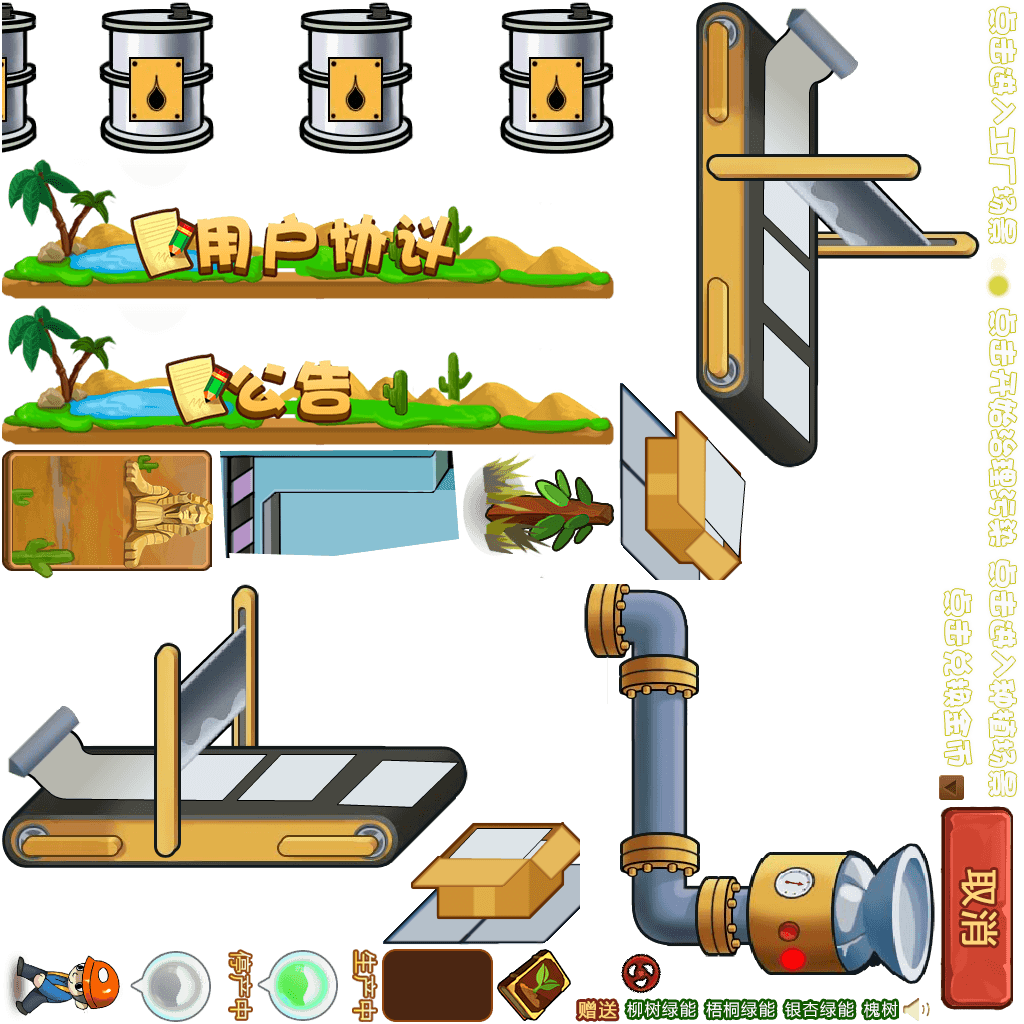 用户协议
公告
点击进入工厂场景
点击开始治理污染
点击进入种植场景
点击兑换金币
取消
停产中
生产中
赠送 柳树绿能 梧桐绿能 银杏绿能 槐树